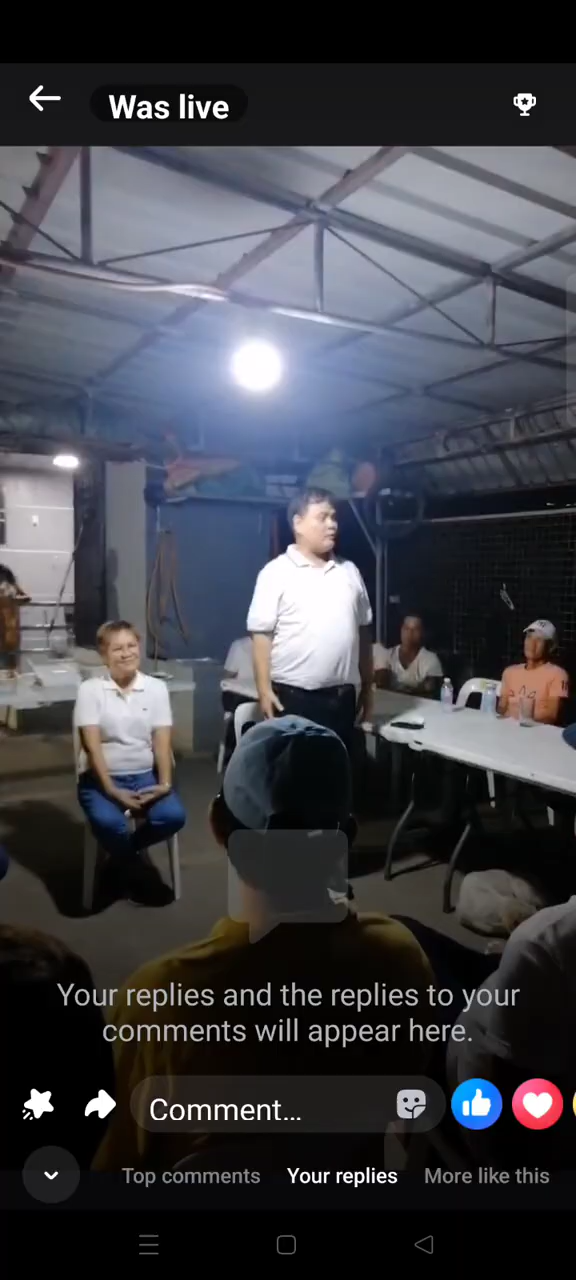 Was live
Your replies and the replies to your
comments will appear here.
Comment...
Top comments
Your replies
More like this